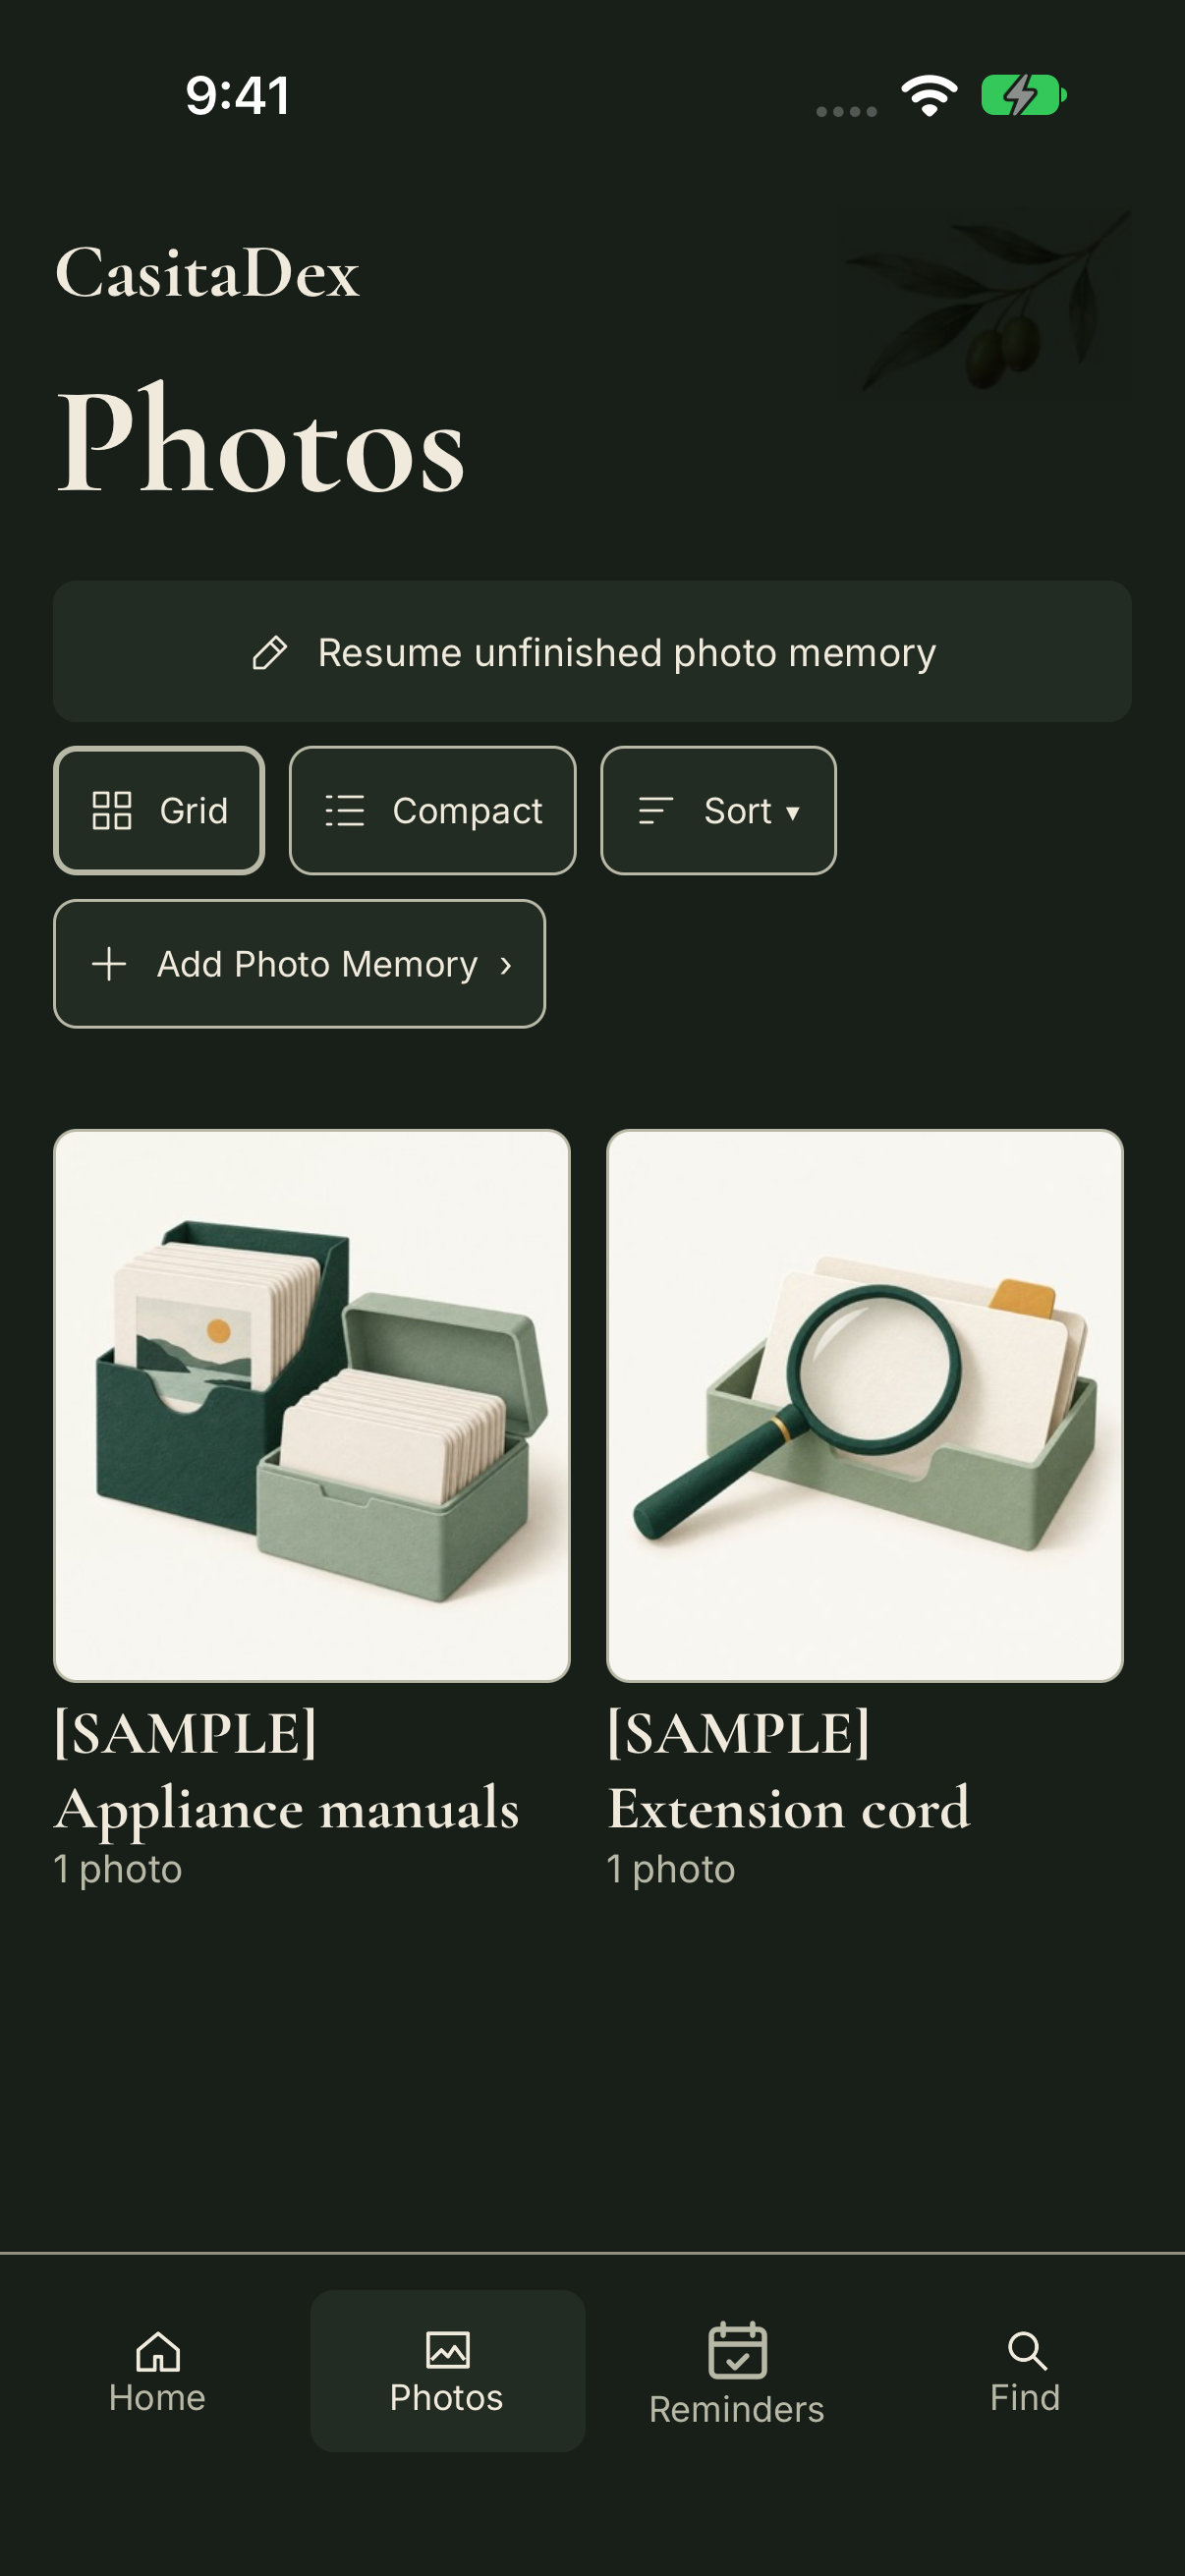 9:41
CasitaDex
Photos
Resume unfinished photo memory
Grid
Compact
Sort ▾
Add Photo Memory ›
[SAMPLE]
Appliance manuals
1 photo
[SAMPLE]
Extension cord
1 photo
Home
Photos
Reminders
Find